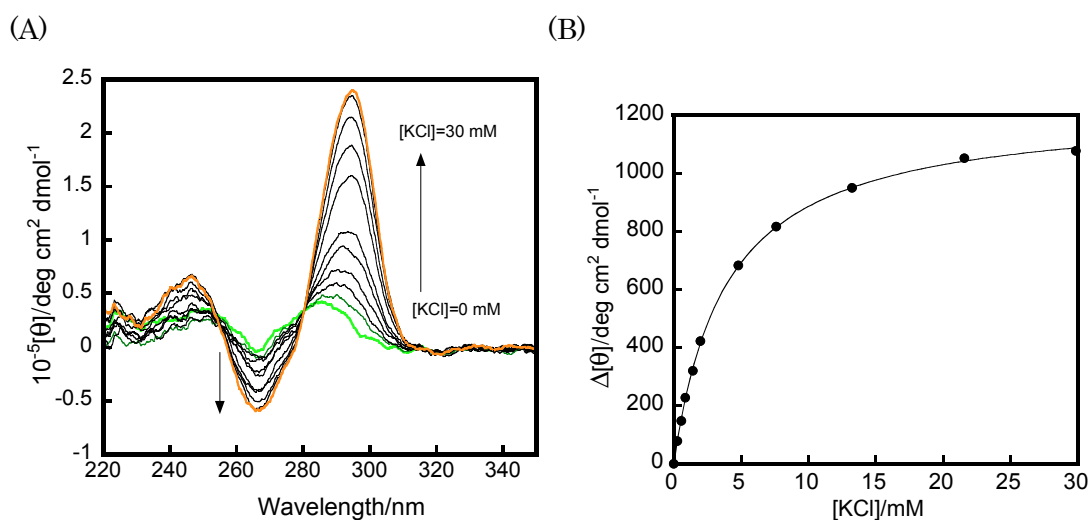 (A)
2.5
2
1.5
1
0.5
0
-0.5
-1
10⁻⁵[θ]/deg cm² dmol⁻¹
[KCl]=30 mM
[KCl]=0 mM
220 240 260 280 300 320 340
Wavelength/nm
(B)
1200
1000
800
600
400
200
0
Δ[θ]/deg cm² dmol⁻¹
0 5 10 15 20 25 30
[KCl]/mM